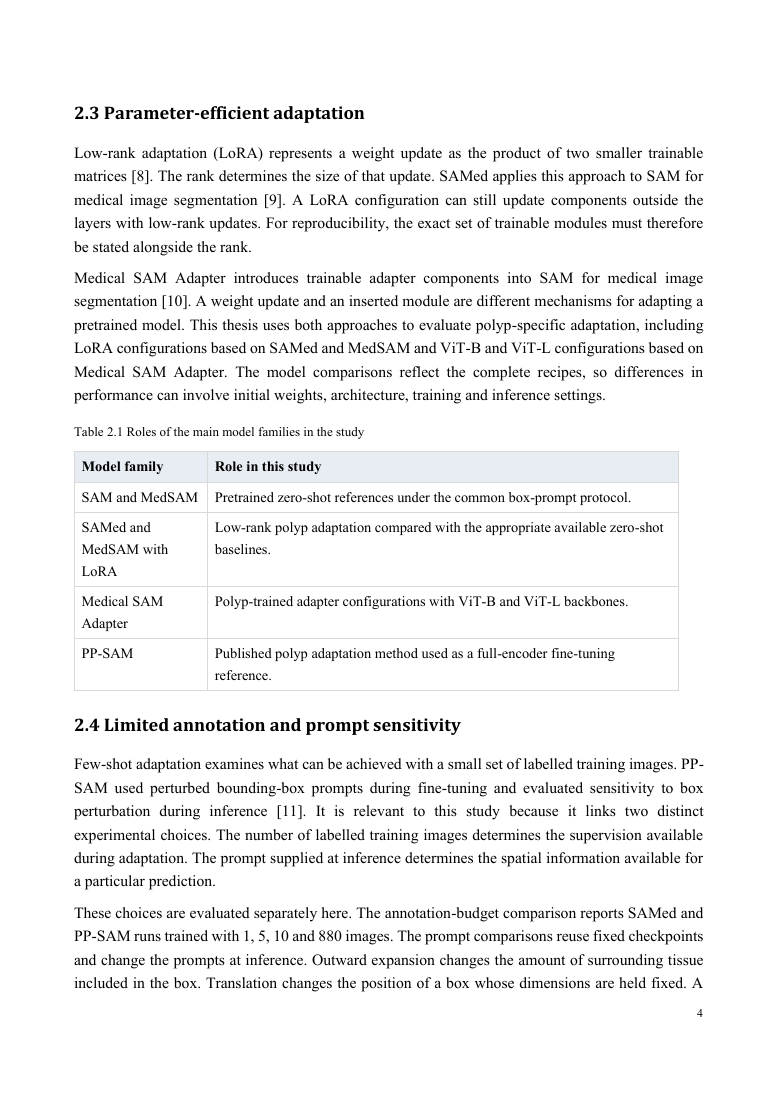 2.3 Parameter-efficient adaptation
Low-rank adaptation (LoRA) represents a weight update as the product of two smaller trainable
matrices [8]. The rank determines the size of that update. SAMed applies this approach to SAM for
medical image segmentation [9]. A LoRA configuration can still update components outside the
layers with low-rank updates. For reproducibility, the exact set of trainable modules must therefore
be stated alongside the rank.
Medical SAM Adapter introduces trainable adapter components into SAM for medical image
segmentation [10]. A weight update and an inserted module are different mechanisms for adapting a
pretrained model. This thesis uses both approaches to evaluate polyp-specific adaptation, including
LoRA configurations based on SAMed and MedSAM and ViT-B and ViT-L configurations based on
Medical SAM Adapter. The model comparisons reflect the complete recipes, so differences in
performance can involve initial weights, architecture, training and inference settings.
Table 2.1 Roles of the main model families in the study
Model family Role in this study
SAM and MedSAM Pretrained zero-shot references under the common box-prompt protocol.
SAMed and
MedSAM with
LoRA
Low-rank polyp adaptation compared with the appropriate available zero-shot
baselines.
Medical SAM
Adapter
Polyp-trained adapter configurations with ViT-B and ViT-L backbones.
PP-SAM
Published polyp adaptation method used as a full-encoder fine-tuning
reference.
2.4 Limited annotation and prompt sensitivity
Few-shot adaptation examines what can be achieved with a small set of labelled training images. PP-
SAM used perturbed bounding-box prompts during fine-tuning and evaluated sensitivity to box
perturbation during inference [11]. It is relevant to this study because it links two distinct
experimental choices. The number of labelled training images determines the supervision available
during adaptation. The prompt supplied at inference determines the spatial information available for
a particular prediction.
These choices are evaluated separately here. The annotation-budget comparison reports SAMed and
PP-SAM runs trained with 1, 5, 10 and 880 images. The prompt comparisons reuse fixed checkpoints
and change the prompts at inference. Outward expansion changes the amount of surrounding tissue
included in the box. Translation changes the position of a box whose dimensions are held fixed. A
4